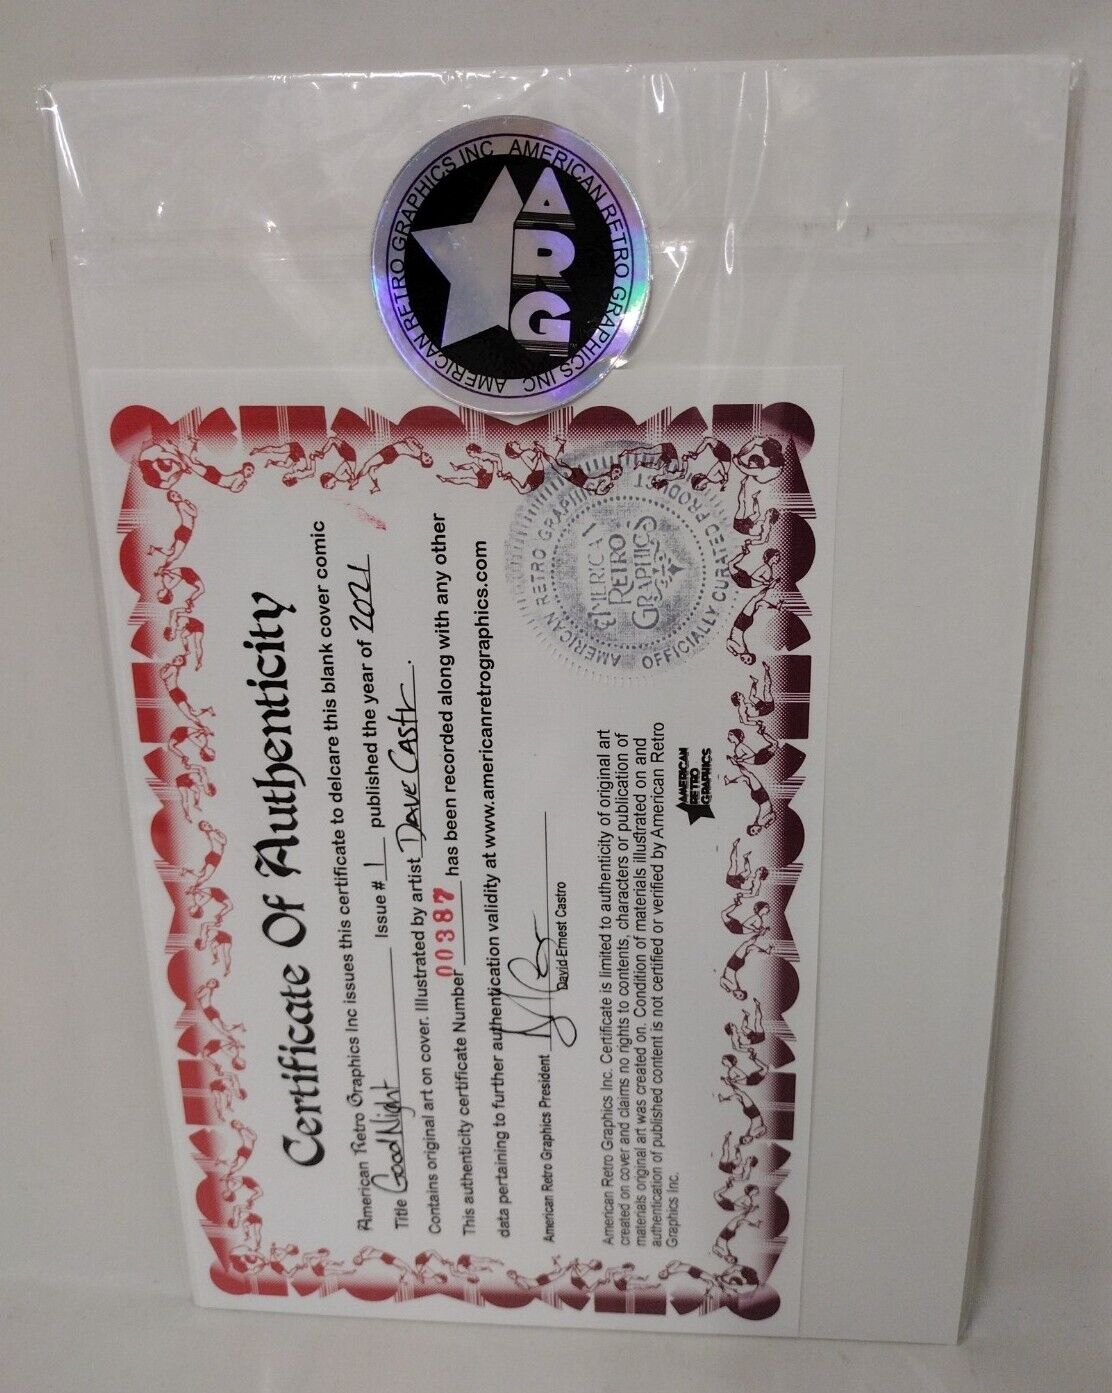 AMERICAN RETRO GRAPHICS INC AMERICAN RETRO GRAPHICS INC
ARG
Certificate Of Authenticity
American Retro Graphics Inc issues this certificate to delcare this blank cover comic
Title GoodNight Issue # 1 published the year of 2021
Contains original art on cover. Illustrated by artist Dave Castr.
This authenticity certificate Number 00387 has been recorded along with any other
data pertaining to further authentication validity at www.americanretrographics.com
American Retro Graphics President
David Ernest Castro
AMERICAN RETRO GRAPHICS
OFFICIALLY CURATED PRODUCT
AMERICAN
RETRO
GRAPHICS
American Retro Graphics Inc. Certificate is limited to authenticity of original art
created on cover and claims no rights to contents, characters or publication of
materials original art was created on. Condition of materials illustrated on and
authentication of published content is not certified or verified by American Retro
Graphics Inc.
AMERICAN
RETRO
GRAPHICS